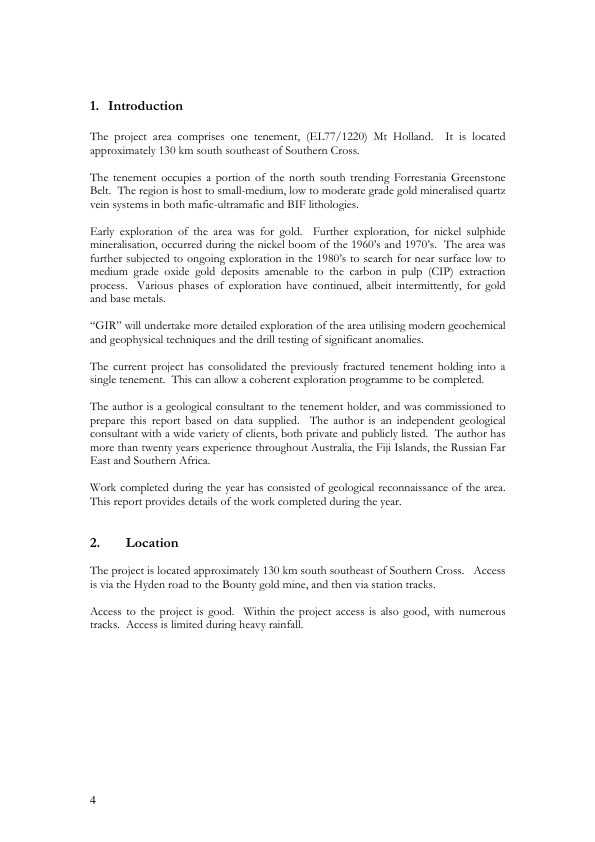 1. Introduction
The project area comprises one tenement, (EL77/1220) Mt Holland. It is located
approximately 130 km south southeast of Southern Cross.
The tenement occupies a portion of the north south trending Forrestania Greenstone
Belt. The region is host to small-medium, low to moderate grade gold mineralised quartz
vein systems in both mafic-ultramafic and BIF lithologies.
Early exploration of the area was for gold. Further exploration, for nickel sulphide
mineralisation, occurred during the nickel boom of the 1960's and 1970's. The area was
further subjected to ongoing exploration in the 1980's to search for near surface low to
medium grade oxide gold deposits amenable to the carbon in pulp (CIP) extraction
process. Various phases of exploration have continued, albeit intermittently, for gold
and base metals.
“GIR” will undertake more detailed exploration of the area utilising modern geochemical
and geophysical techniques and the drill testing of significant anomalies.
The current project has consolidated the previously fractured tenement holding into a
single tenement. This can allow a coherent exploration programme to be completed.
The author is a geological consultant to the tenement holder, and was commissioned to
prepare this report based on data supplied. The author is an independent geological
consultant with a wide variety of clients, both private and publicly listed. The author has
more than twenty years experience throughout Australia, the Fiji Islands, the Russian Far
East and Southern Africa.
Work completed during the year has consisted of geological reconnaissance of the area.
This report provides details of the work completed during the year.
2. Location
The project is located approximately 130 km south southeast of Southern Cross. Access
is via the Hyden road to the Bounty gold mine, and then via station tracks.
Access to the project is good. Within the project access is also good, with numerous
tracks. Access is limited during heavy rainfall.
4